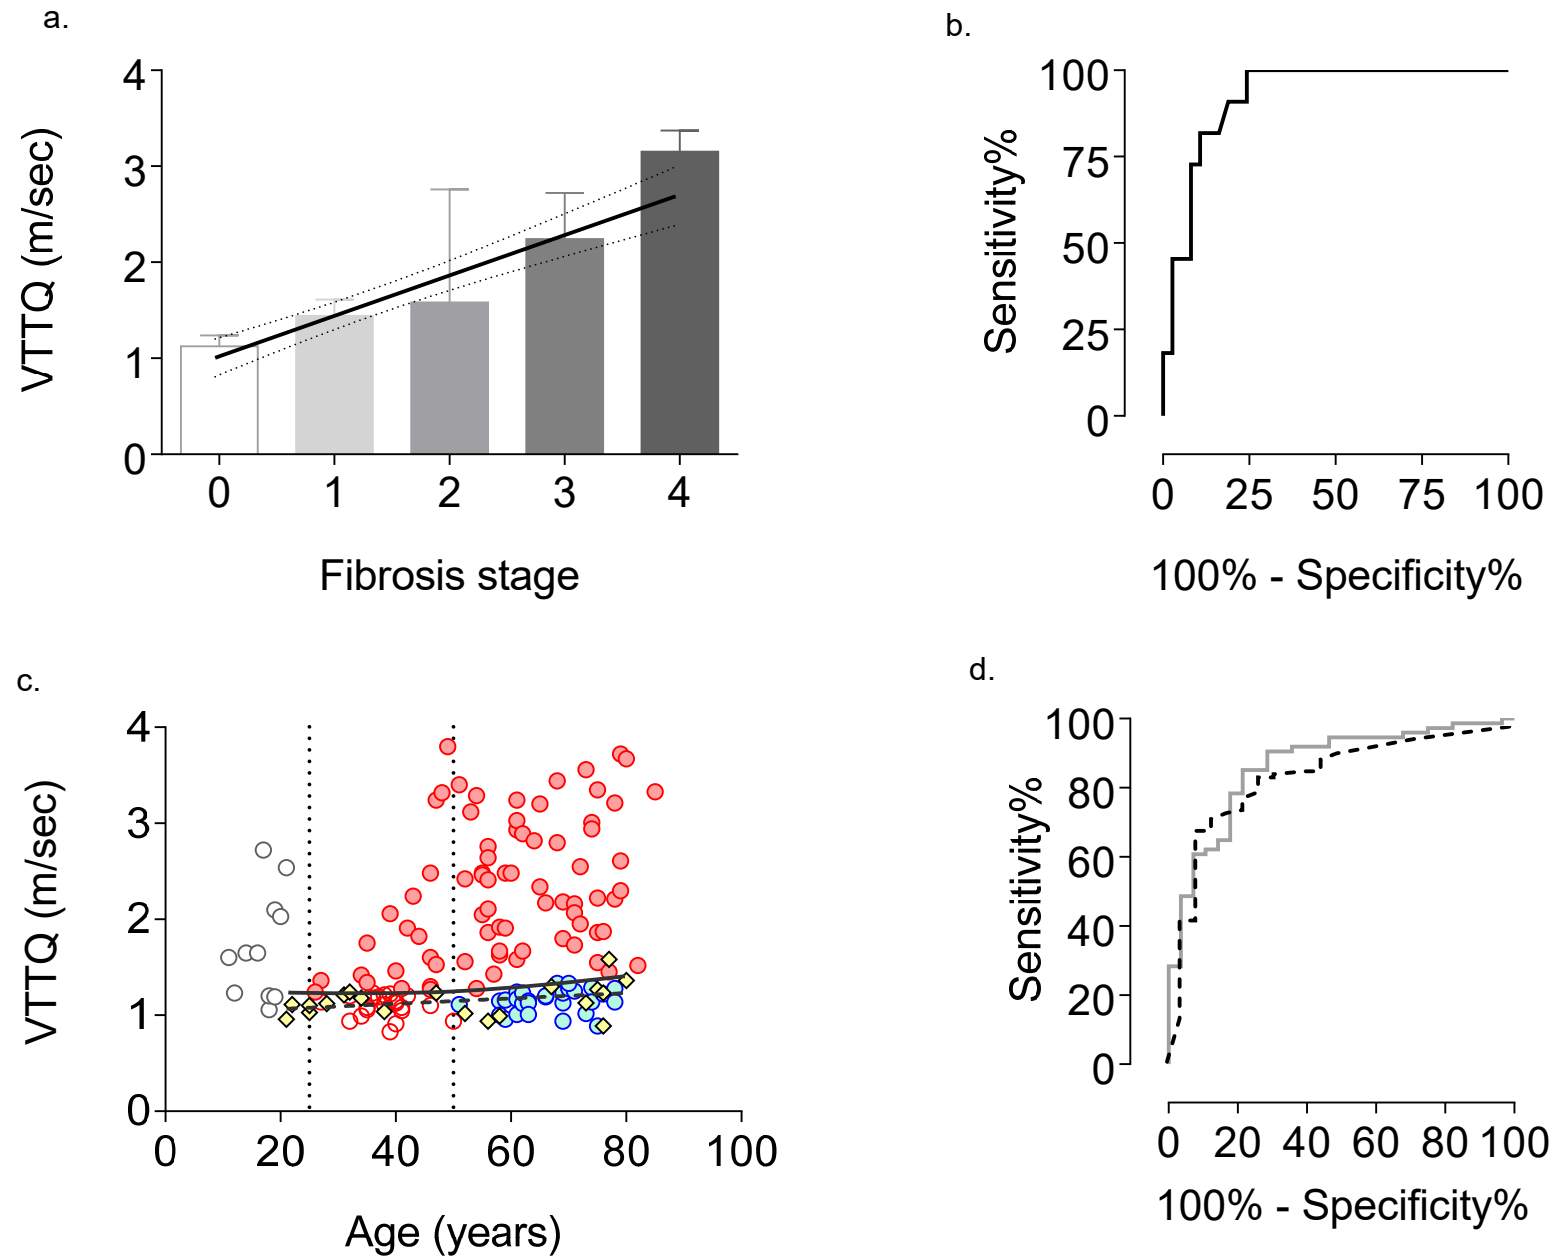 a.
VTTQ (m/sec)
4
3
2
1
0
0 1 2 3 4
Fibrosis stage
b.
Sensitivity%
100
75
50
25
0
0 25 50 75 100
100% - Specificity%
c.
VTTQ (m/sec)
4
3
2
1
0
0 20 40 60 80 100
Age (years)
d.
Sensitivity%
100
80
60
40
20
0
0 20 40 60 80 100
100% - Specificity%